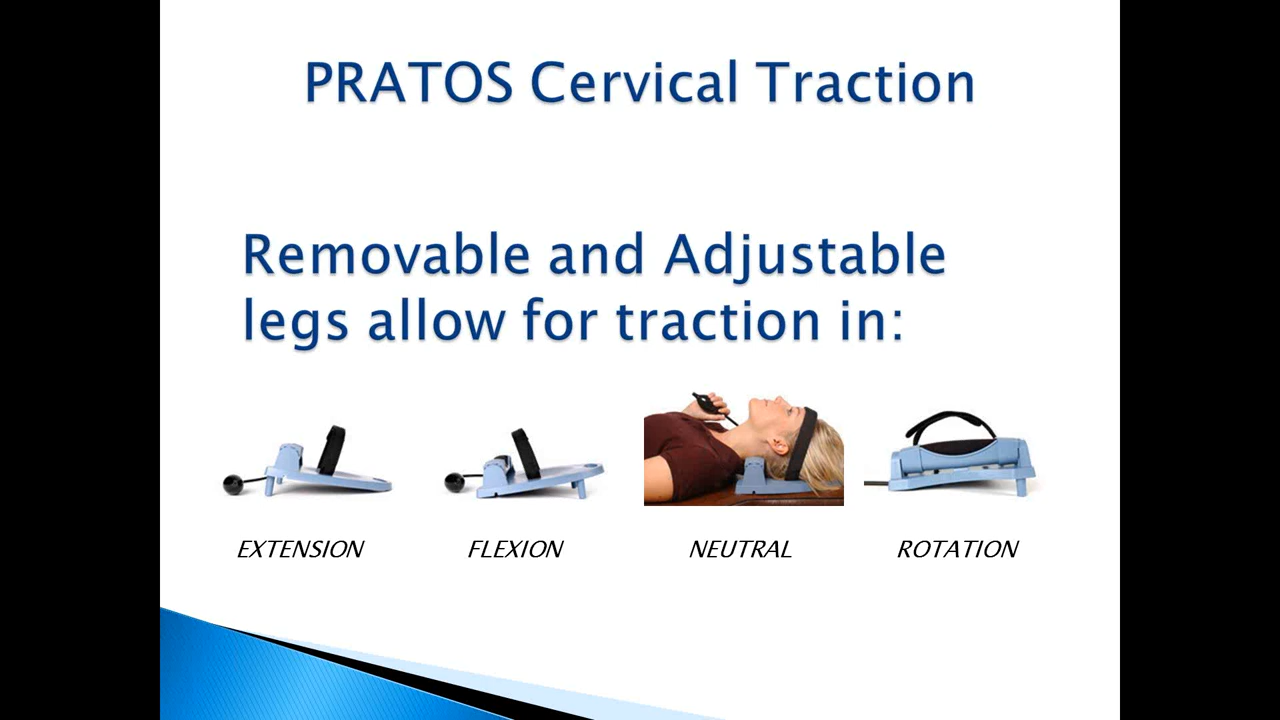 PRATOS Cervical Traction
Removable and Adjustable
legs allow for traction in:
EXTENSION
FLEXION
NEUTRAL
ROTATION